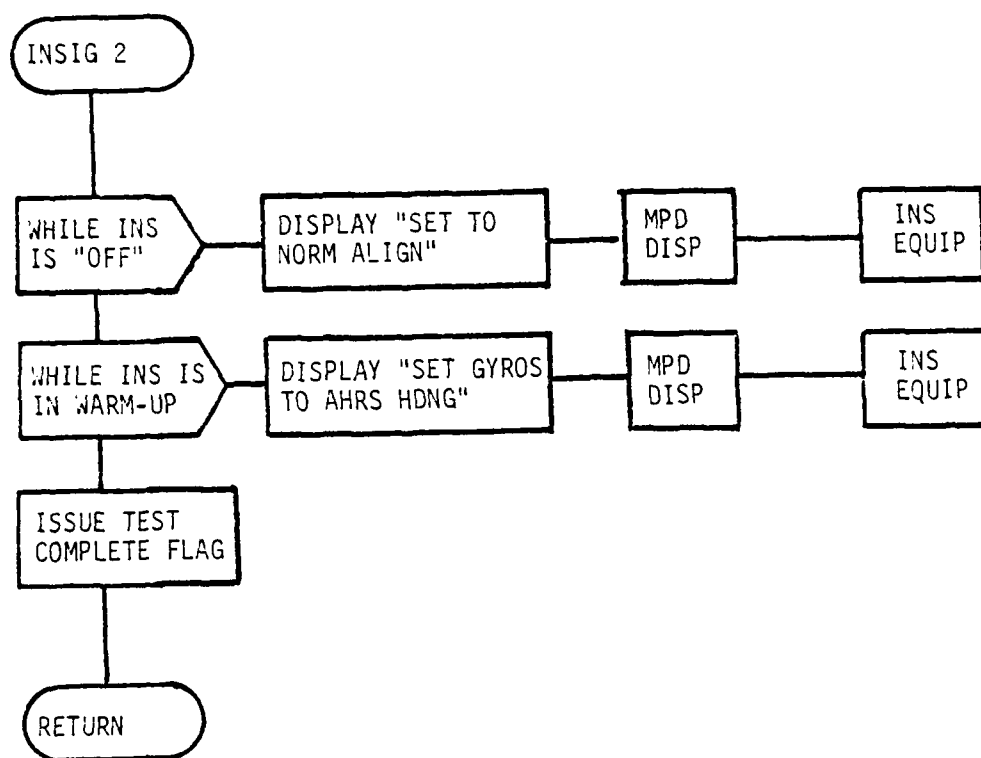 INSIG 2
WHILE INS
IS "OFF"
DISPLAY "SET TO
NORM ALIGN"
MPD
DISP
INS
EQUIP
WHILE INS IS
IN WARM-UP
DISPLAY "SET GYROS
TO AHRS HDNG"
MPD
DISP
INS
EQUIP
ISSUE TEST
COMPLETE FLAG
RETURN